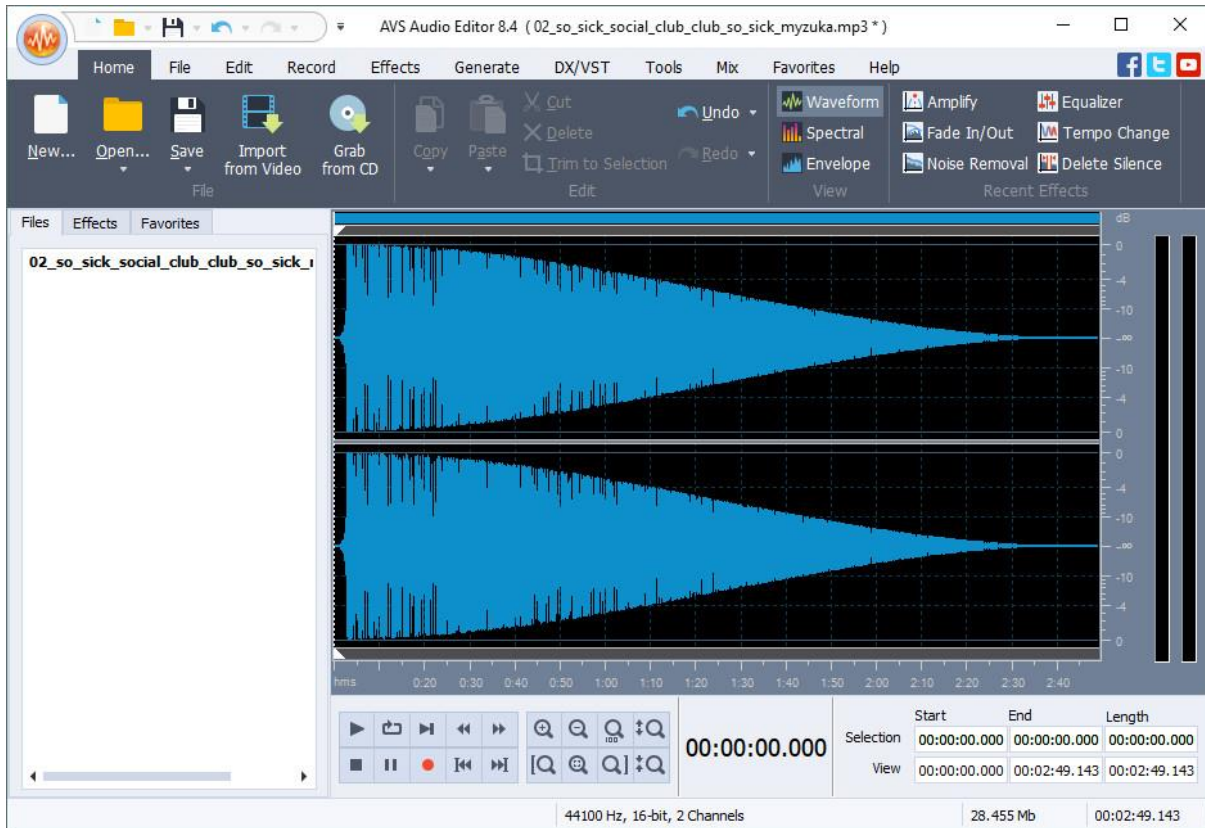 AVS Audio Editor 8.4 ( 02_so_sick_social_club_club_so_sick_myzuka.mp3 * )
Home File Edit Record Effects Generate DX/VST Tools Mix Favorites Help
New... Open... Save Import from Video Grab from CD
File
Copy Paste
Cut
Delete
Trim to Selection
Undo
Redo
Edit
Waveform
Spectral
Envelope
View
Amplify Equalizer
Fade In/Out Tempo Change
Noise Removal Delete Silence
Recent Effects
Files Effects Favorites
02_so_sick_social_club_club_so_sick_
dB
0
-4
-10
-∞
-10
-4
0
0
-4
-10
-∞
-10
-4
0
hms 0:20 0:30 0:40 0:50 1:00 1:10 1:20 1:30 1:40 1:50 2:00 2:10 2:20 2:30 2:40
100
00:00:00.000
Start End Length
Selection 00:00:00.000 00:00:00.000 00:00:00.000
View 00:00:00.000 00:02:49.143 00:02:49.143
44100 Hz, 16-bit, 2 Channels 28.455 Mb 00:02:49.143